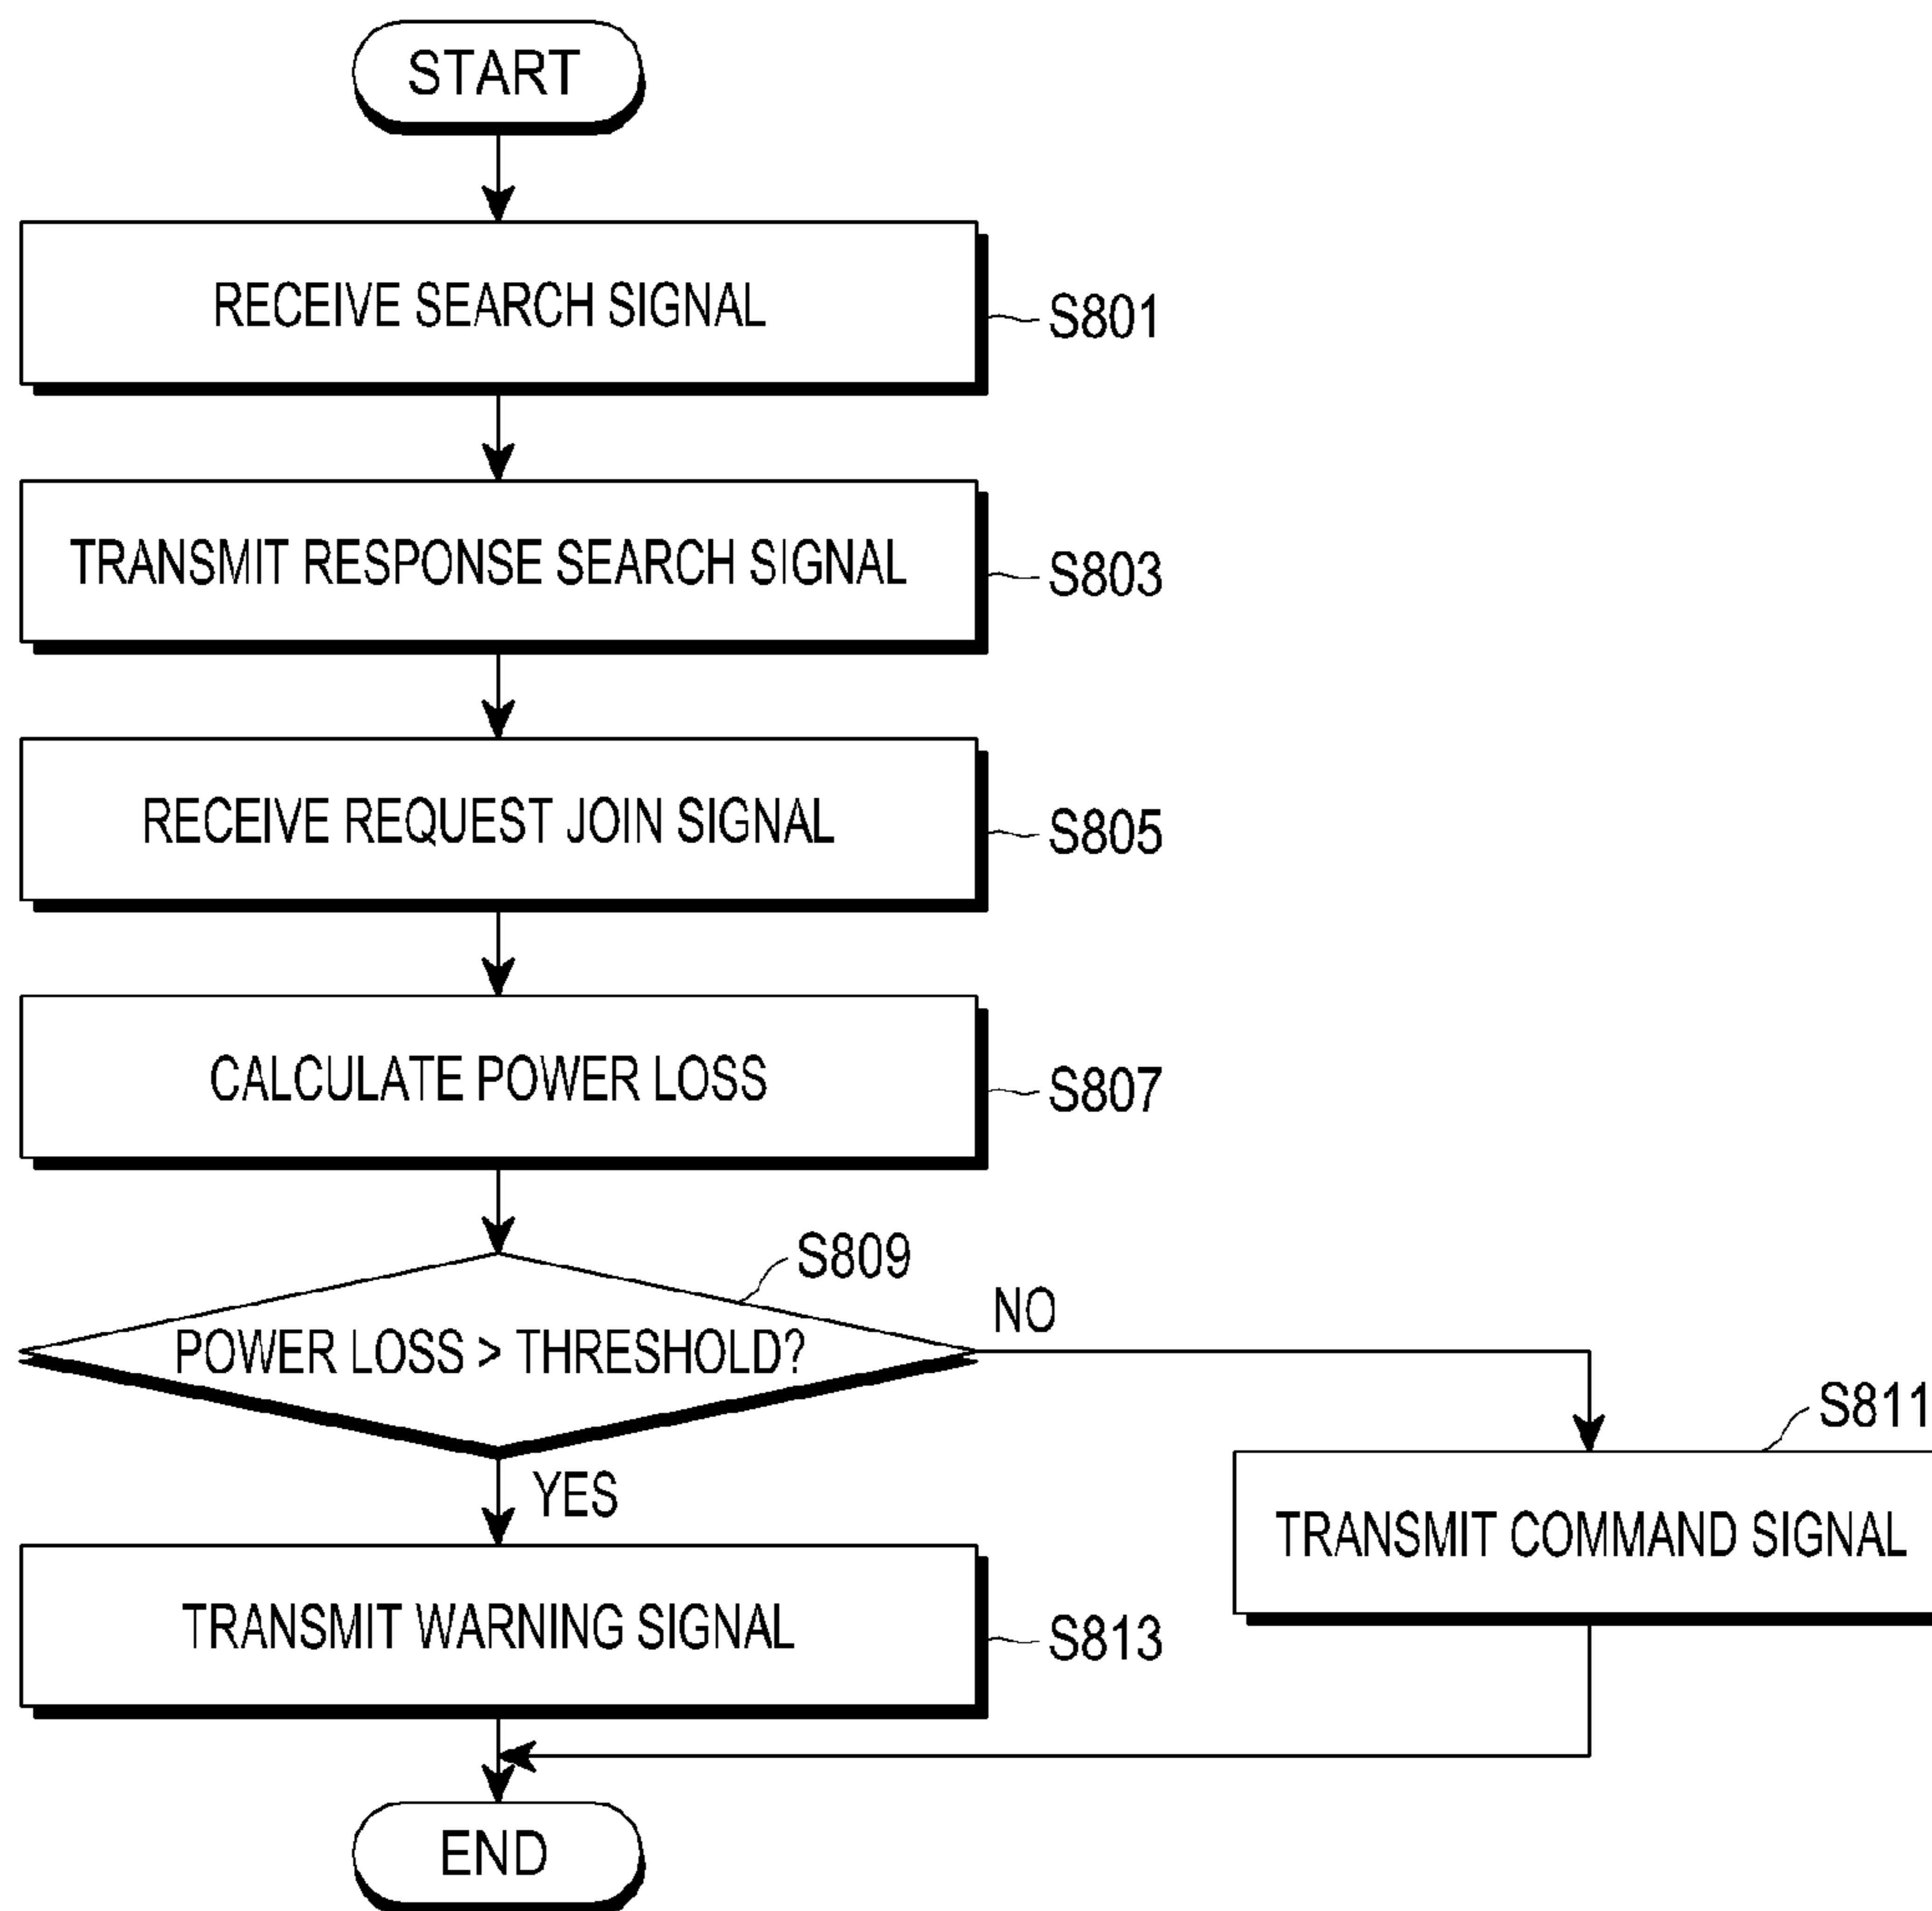 START
RECEIVE SEARCH SIGNAL
S801
TRANSMIT RESPONSE SEARCH SIGNAL
S803
RECEIVE REQUEST JOIN SIGNAL
S805
CALCULATE POWER LOSS
S807
S809
POWER LOSS > THRESHOLD?
NO
S811
YES
TRANSMIT COMMAND SIGNAL
TRANSMIT WARNING SIGNAL
S813
END